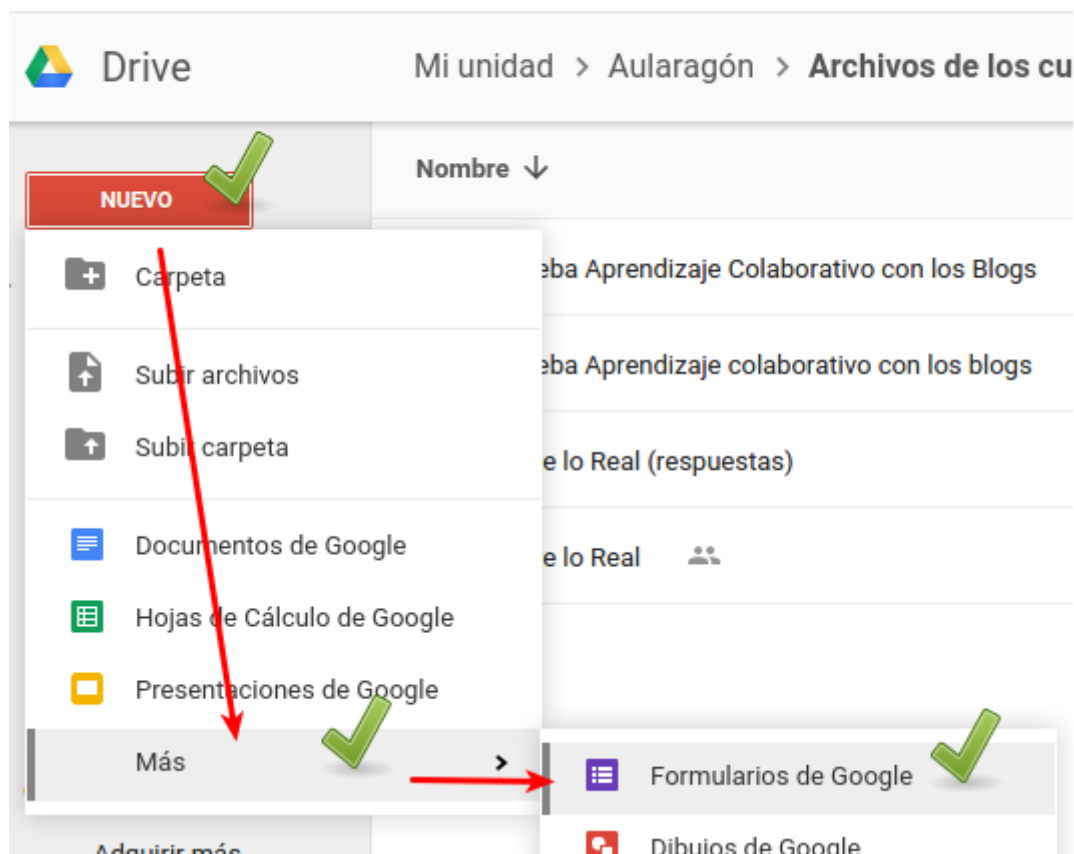 Drive
Mi unidad > Aularagón > Archivos de los cu
Nombre
NUEVO
Carpeta
eba Aprendizaje Colaborativo con los Blogs
Subir archivos
eba Aprendizaje colaborativo con los blogs
Subir carpeta
e lo Real (respuestas)
Documentos de Google
e lo Real
Hojas de Cálculo de Google
Presentaciones de Google
Más
Formularios de Google
Dibujos de Google
Adquirir más